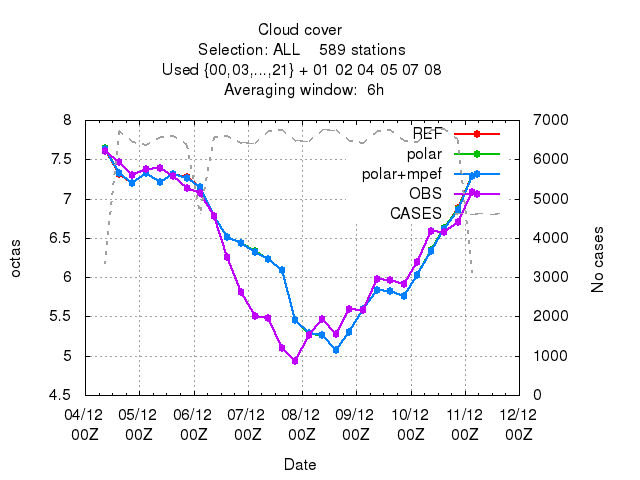 Cloud cover
Selection: ALL    589 stations
Used {00,03,...,21} + 01 02 04 05 07 08
Averaging window:  6h
8
7.5
7
6.5
6
5.5
5
4.5
octas
7000
6000
5000
4000
3000
2000
1000
0
No cases
REF
polar
polar+mpef
OBS
CASES
04/12 05/12 06/12 07/12 08/12 09/12 10/12 11/12 12/12
00Z 00Z 00Z 00Z 00Z 00Z 00Z 00Z 00Z
Date